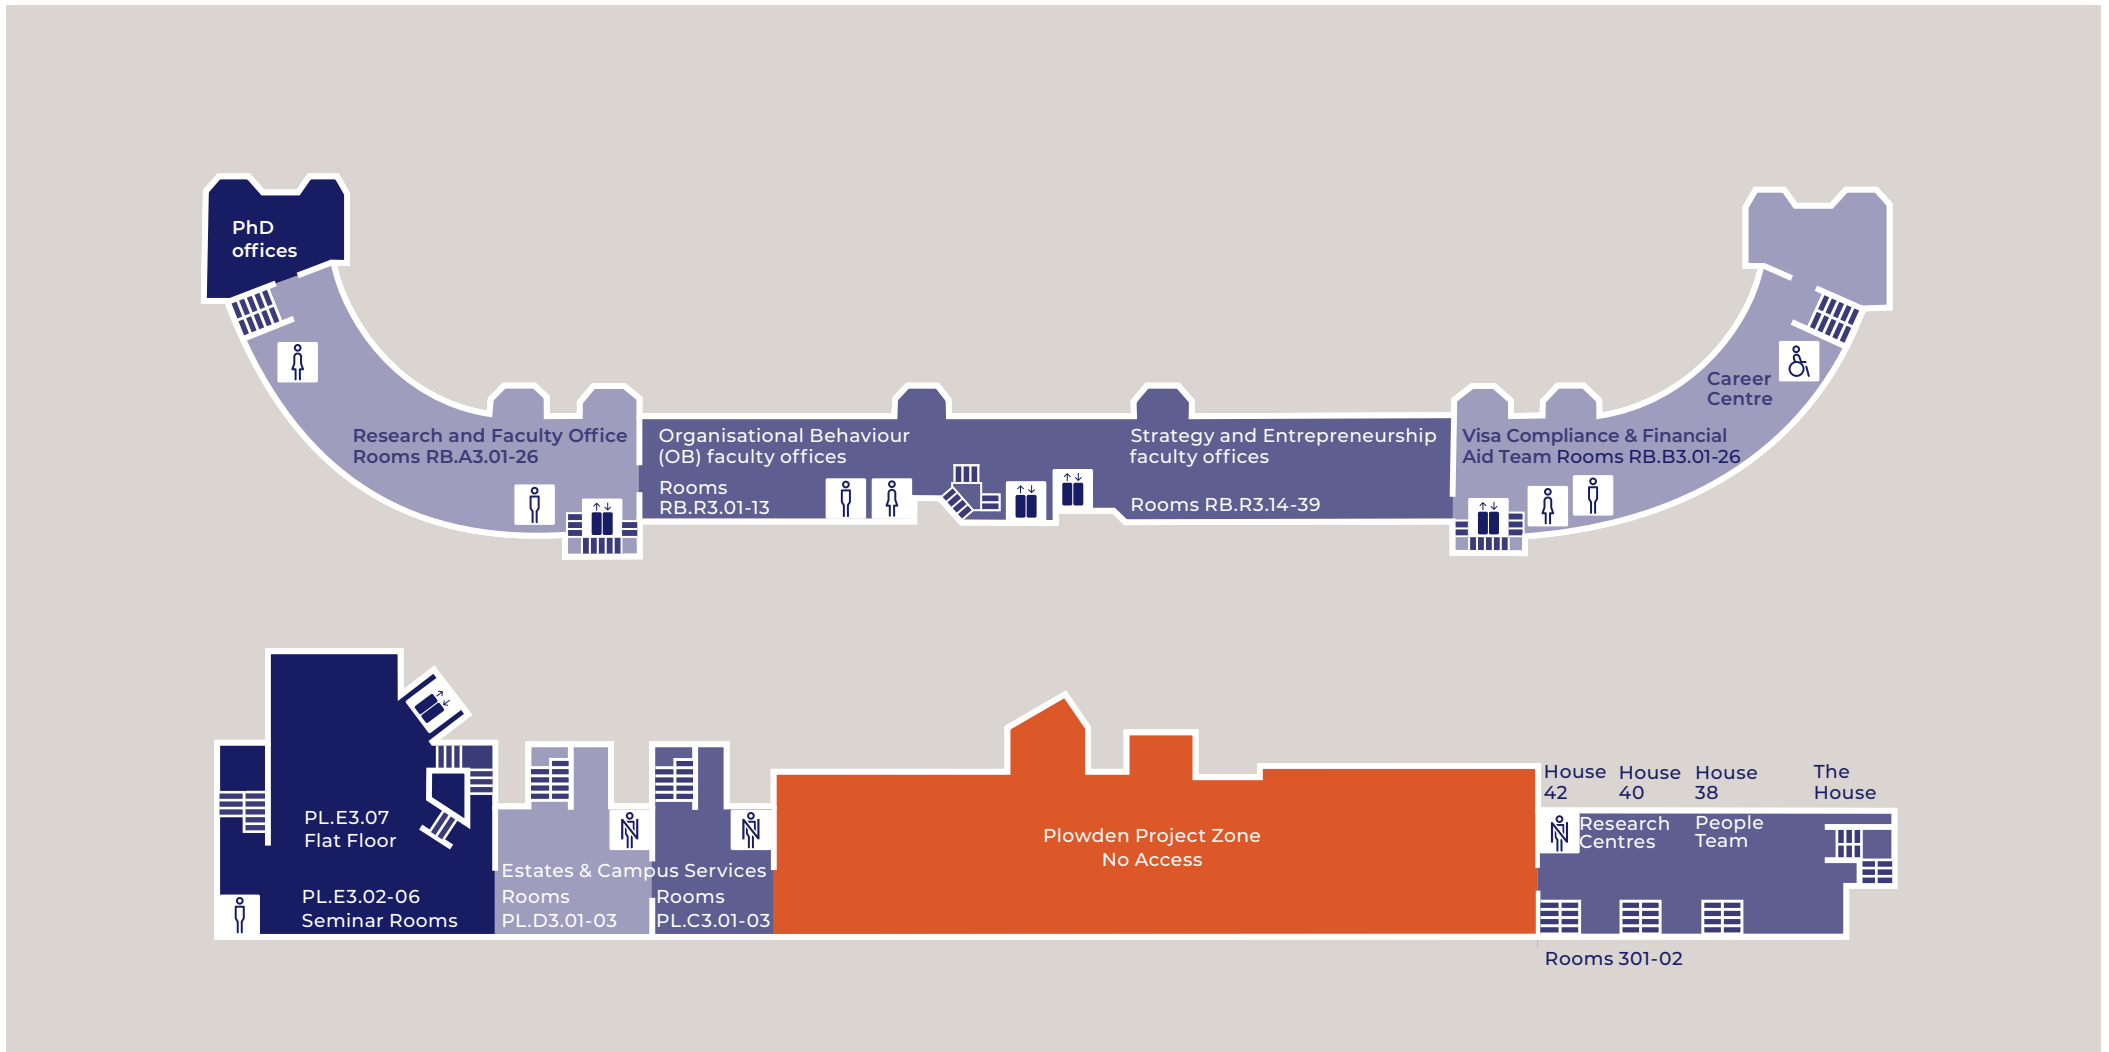 PhD
offices
Career
Centre
Research and Faculty Office
Rooms RB.A3.01-26
Organisational Behaviour
(OB) faculty offices
Rooms
RB.R3.01-13
Strategy and Entrepreneurship
faculty offices
Rooms RB.R3.14-39
Visa Compliance & Financial
Aid Team Rooms RB.B3.01-26
PL.E3.07
Flat Floor
PL.E3.02-06
Seminar Rooms
Estates & Campus Services
Rooms
PL.D3.01-03
Rooms
PL.C3.01-03
Plowden Project Zone
No Access
House
42
House
40
House
38
The
House
Research
Centres
People
Team
Rooms 301-02